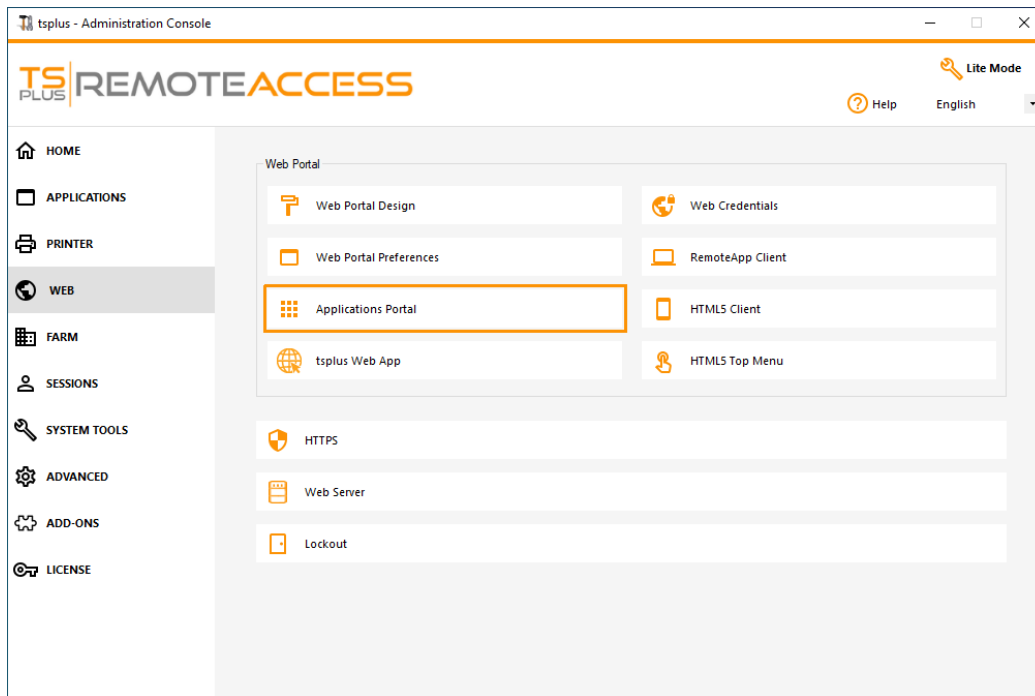 tsplus - Administration Console
TS PLUS REMOTEACCESS
Lite Mode
Help
English
HOME
APPLICATIONS
PRINTER
WEB
FARM
SESSIONS
SYSTEM TOOLS
ADVANCED
ADD-ONS
LICENSE
Web Portal
Web Portal Design
Web Credentials
Web Portal Preferences
RemoteApp Client
Applications Portal
HTML5 Client
tsplus Web App
HTML5 Top Menu
HTTPS
Web Server
Lockout